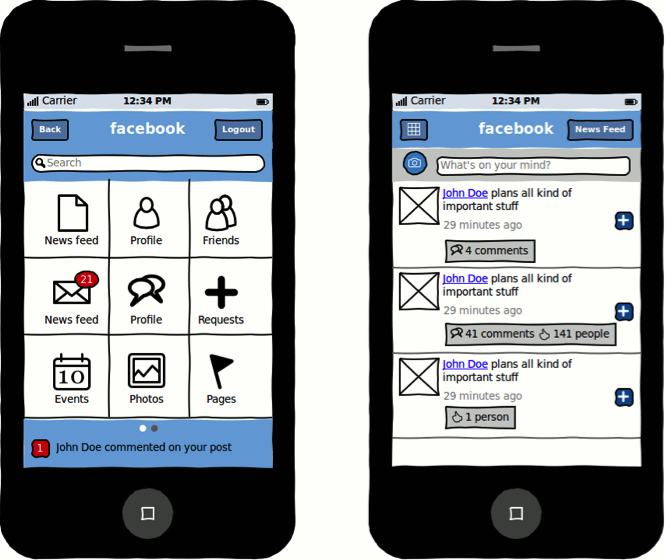 Carrier 12:34 PM
Back facebook Logout
Search
News feed Profile Friends
21
News feed Profile Requests
10
Events Photos Pages
1 John Doe commented on your post
Carrier 12:34 PM
facebook News Feed
What's on your mind?
John Doe plans all kind of
important stuff
29 minutes ago
4 comments
John Doe plans all kind of
important stuff
29 minutes ago
41 comments 141 people
John Doe plans all kind of
important stuff
29 minutes ago
1 person